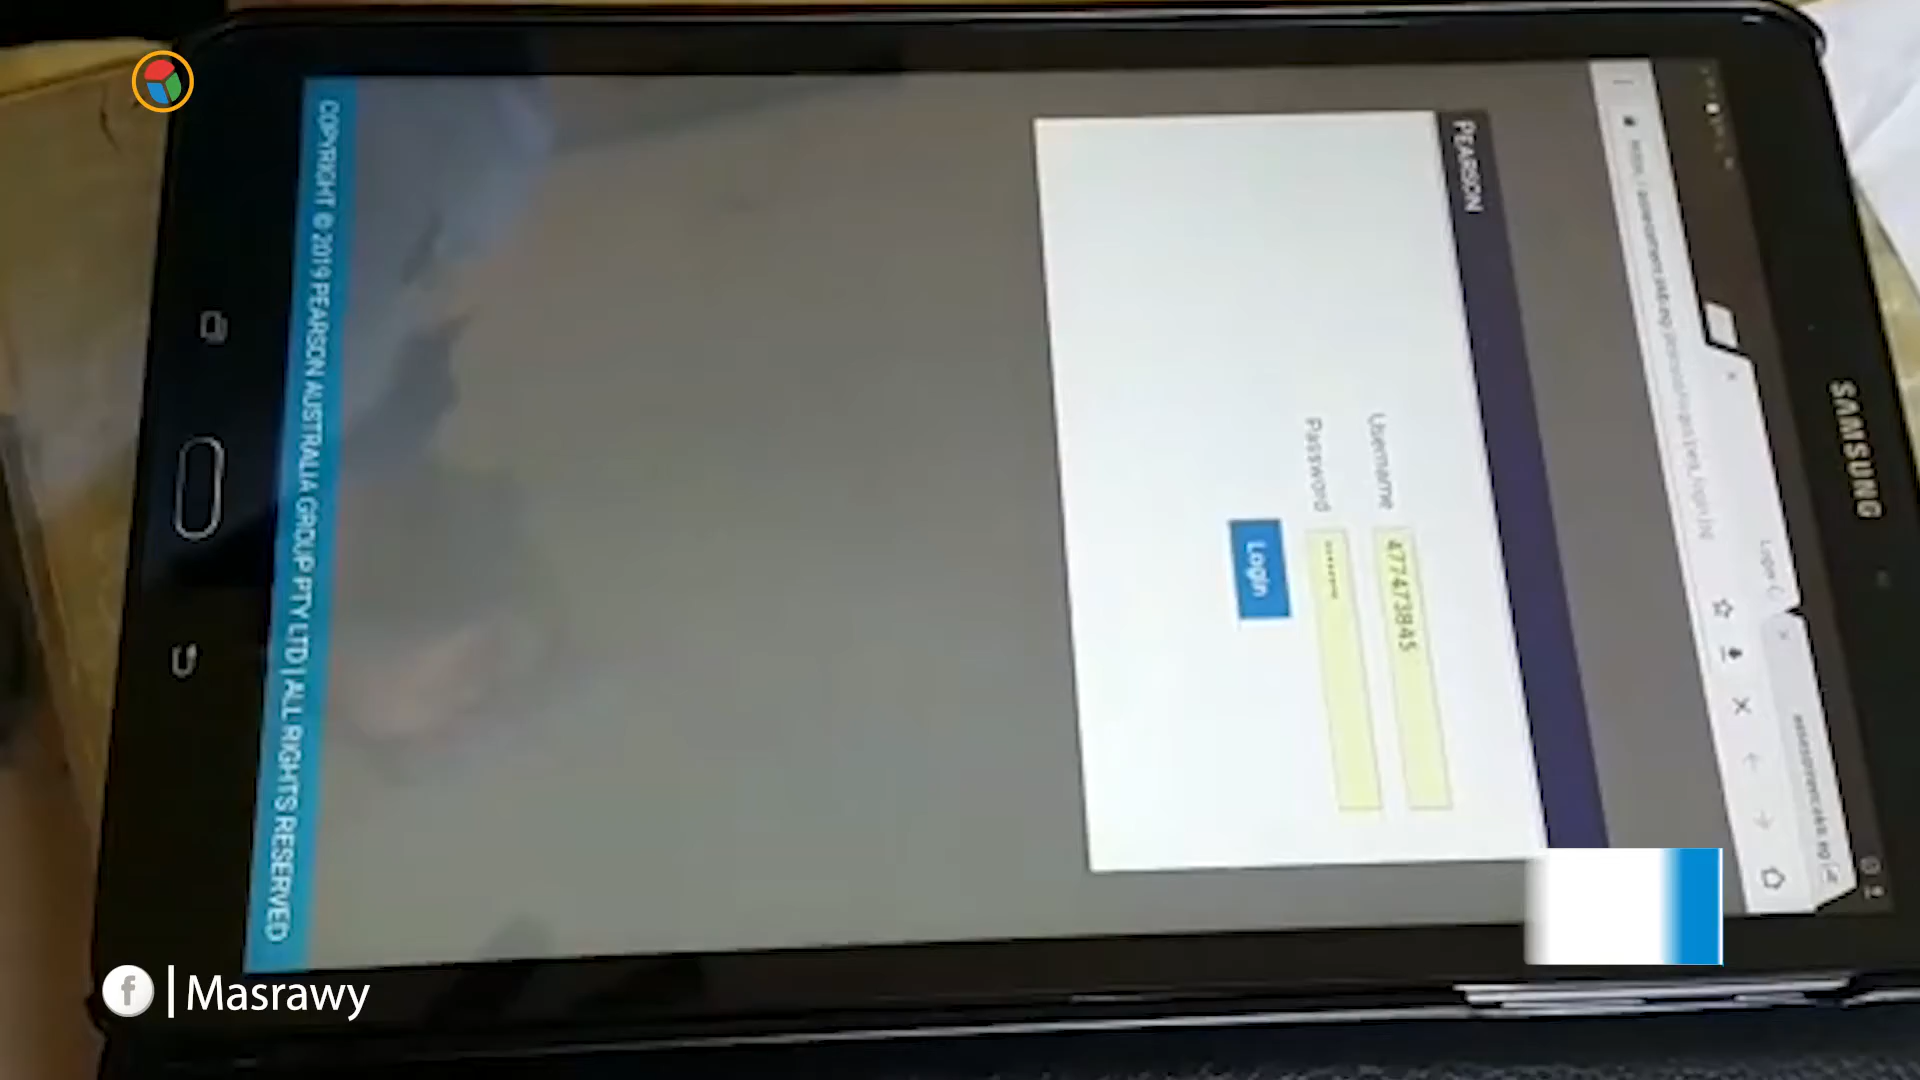 SAMSUNG
PEARSON
Username 477473845
Password
Login
COPYRIGHT © 2019 PEARSON AUSTRALIA GROUP PTY LTD | ALL RIGHTS RESERVED
f | Masrawy